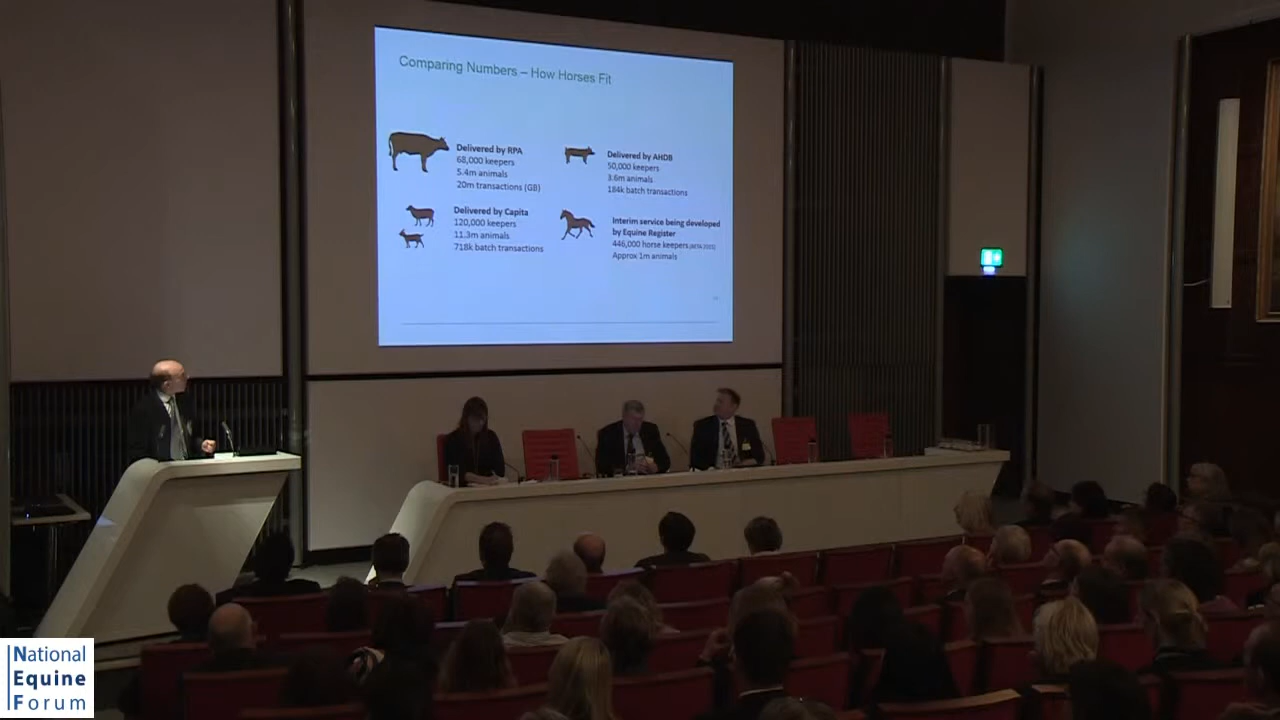 Comparing Numbers – How Horses Fit
Delivered by RPA
68,000 keepers
5.4m animals
20m transactions (GB)
Delivered by AHDB
50,000 keepers
3.6m animals
184k batch transactions
Delivered by Capita
120,000 keepers
11.3m animals
718k batch transactions
Interim service being developed
by Equine Register
446,000 horse keepers
Approx 1m animals
National
Equine
Forum